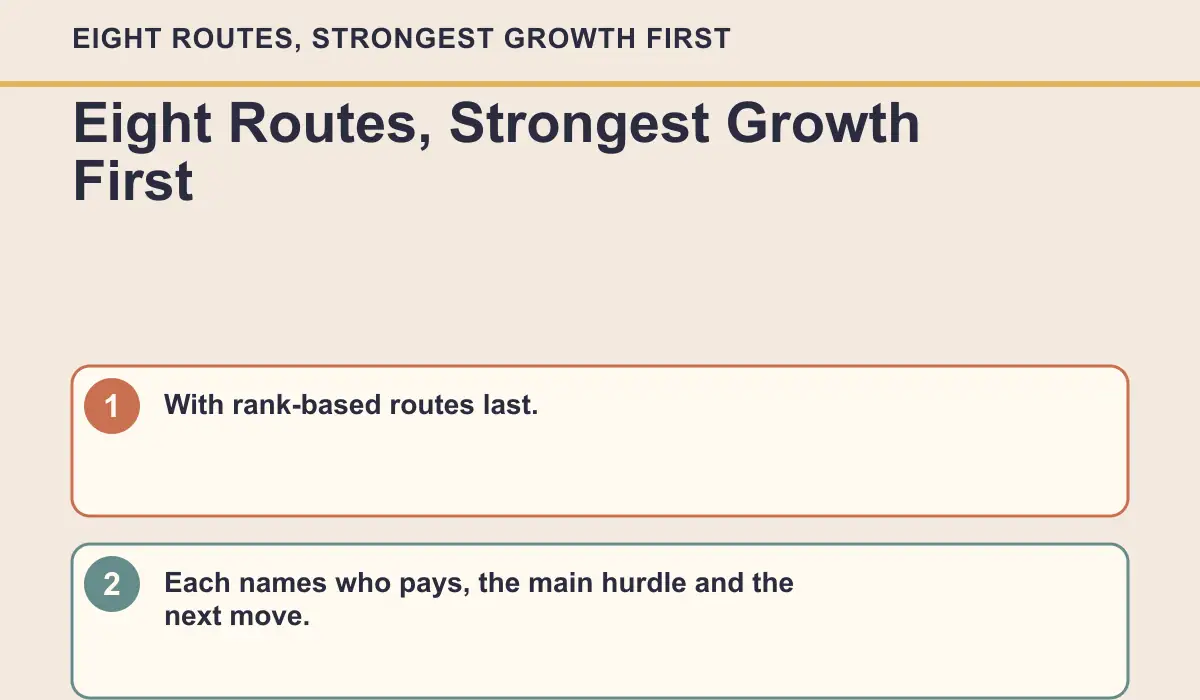 EIGHT ROUTES, STRONGEST GROWTH FIRST
Eight Routes, Strongest Growth
First
1
With rank-based routes last.
2
Each names who pays, the main hurdle and the
next move.